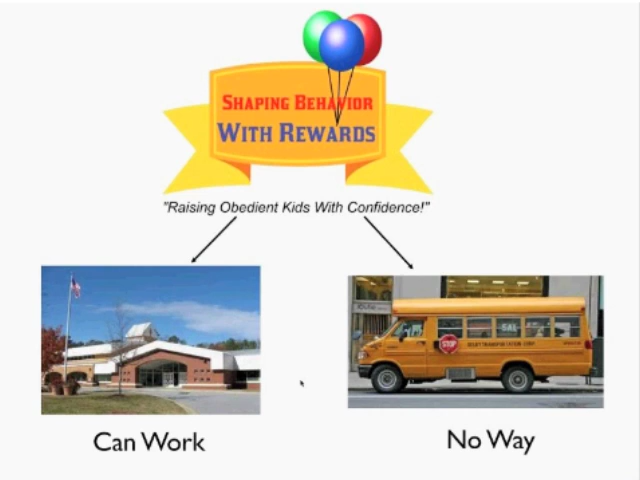 Shaping Behavior
With Rewards
"Raising Obedient Kids With Confidence!"
STOP
Can Work
No Way